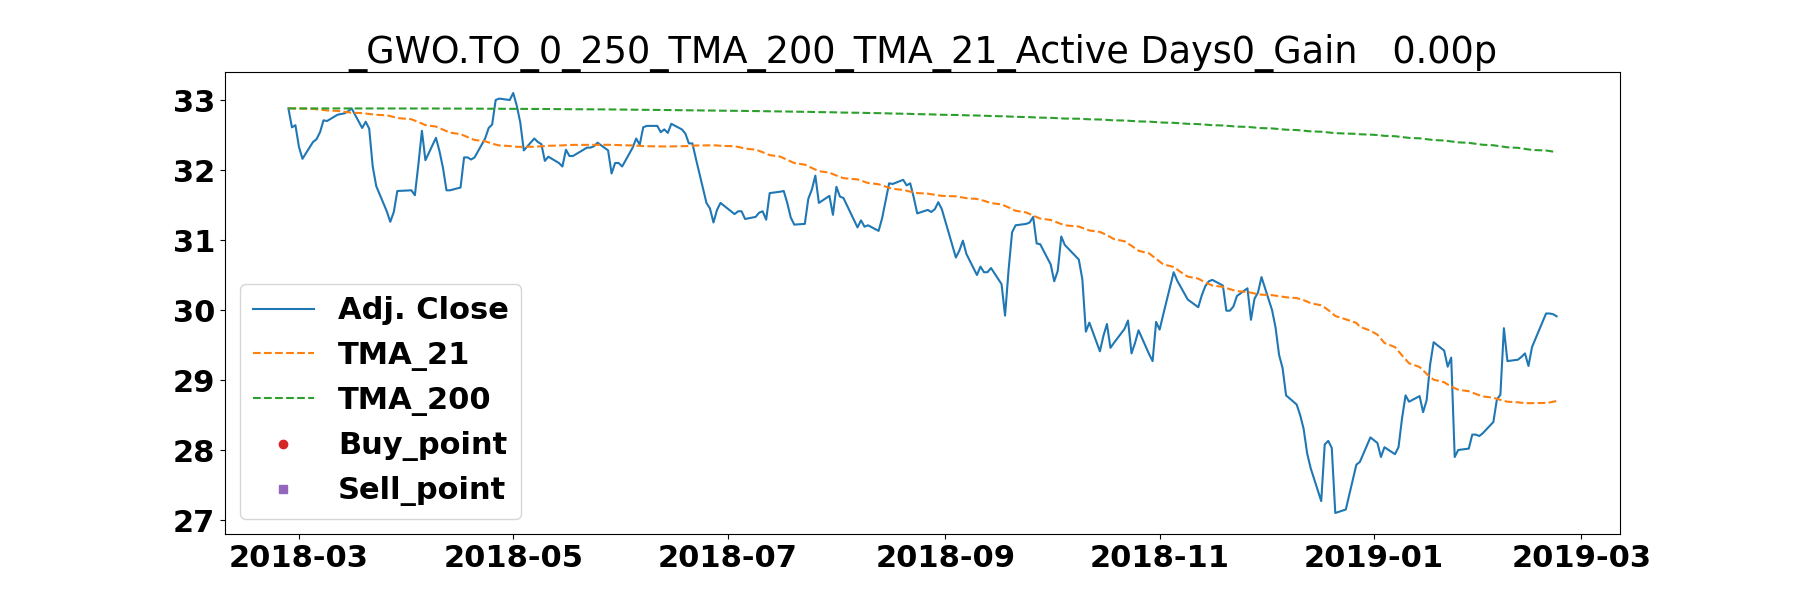 _GWO.TO_0_250_TMA_200_TMA_21_Active Days0_Gain   0.00p
33
32
31
30
29
28
27
Adj. Close
TMA_21
TMA_200
Buy_point
Sell_point
2018-03 2018-05 2018-07 2018-09 2018-11 2019-01 2019-03